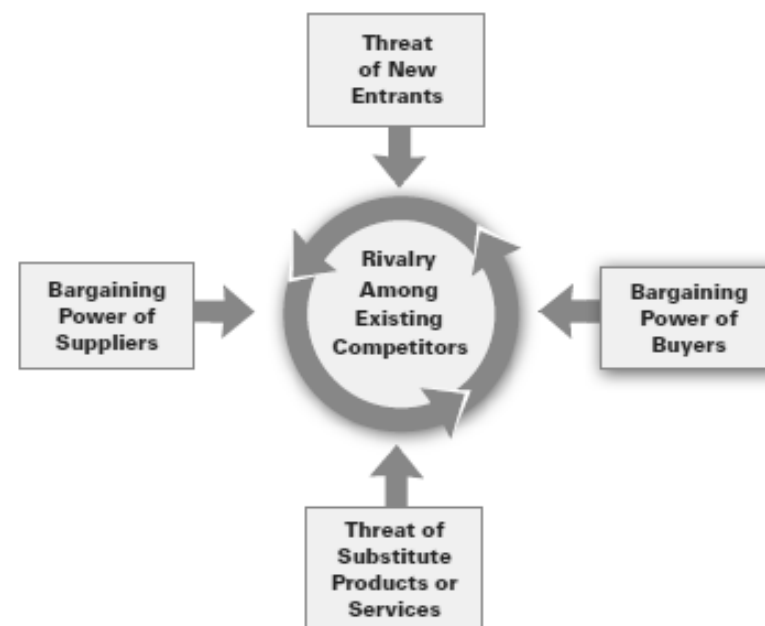 Threat
of New
Entrants
Rivalry
Among
Existing
Competitors
Bargaining
Power of
Suppliers
Bargaining
Power of
Buyers
Threat of
Substitute
Products or
Services